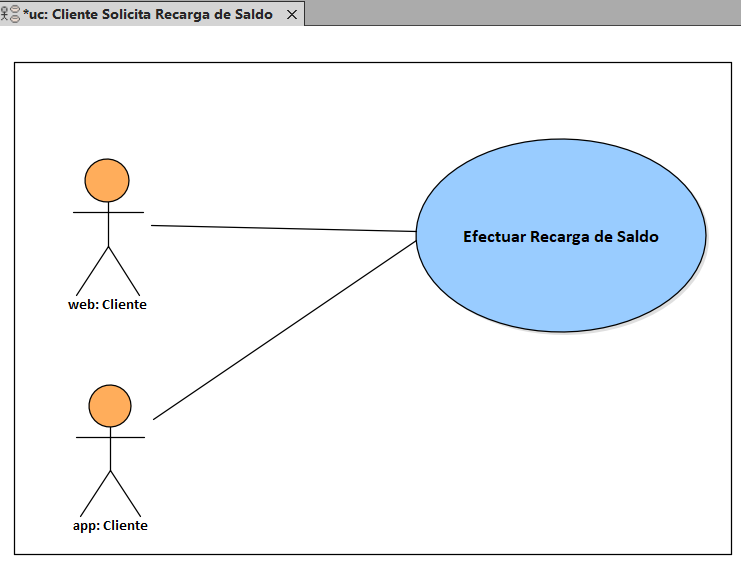 *uc: Cliente Solicita Recarga de Saldo
Efectuar Recarga de Saldo
web: Cliente
app: Cliente